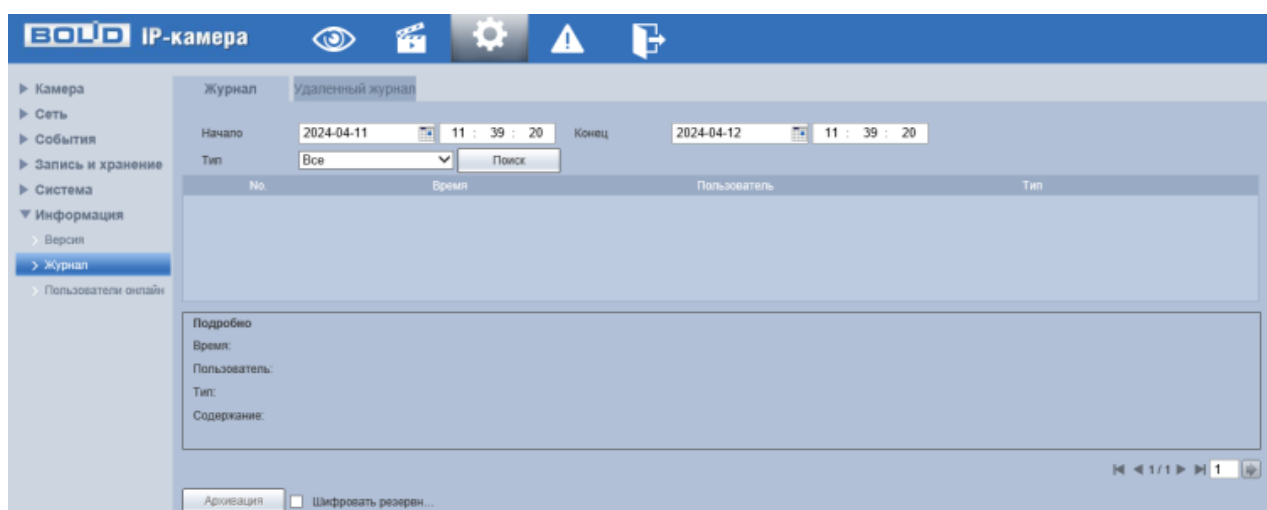 BOLID IP-камера
Камера
Сеть
События
Запись и хранение
Система
Информация
Версия
Журнал
Пользователи онлайн
Журнал Удаленный журнал
Начало 2024-04-11 11 : 39 : 20 Конец 2024-04-12 11 : 39 : 20
Тип Все Поиск
No. Время Пользователь Тип
Подробно
Время:
Пользователь:
Тип:
Содержание:
1 / 1 1
Архивация Шифровать резерен...